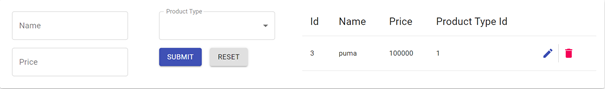 Name
Product Type
Price
SUBMIT
RESET
Id Name Price Product Type Id
3 puma 100000 1